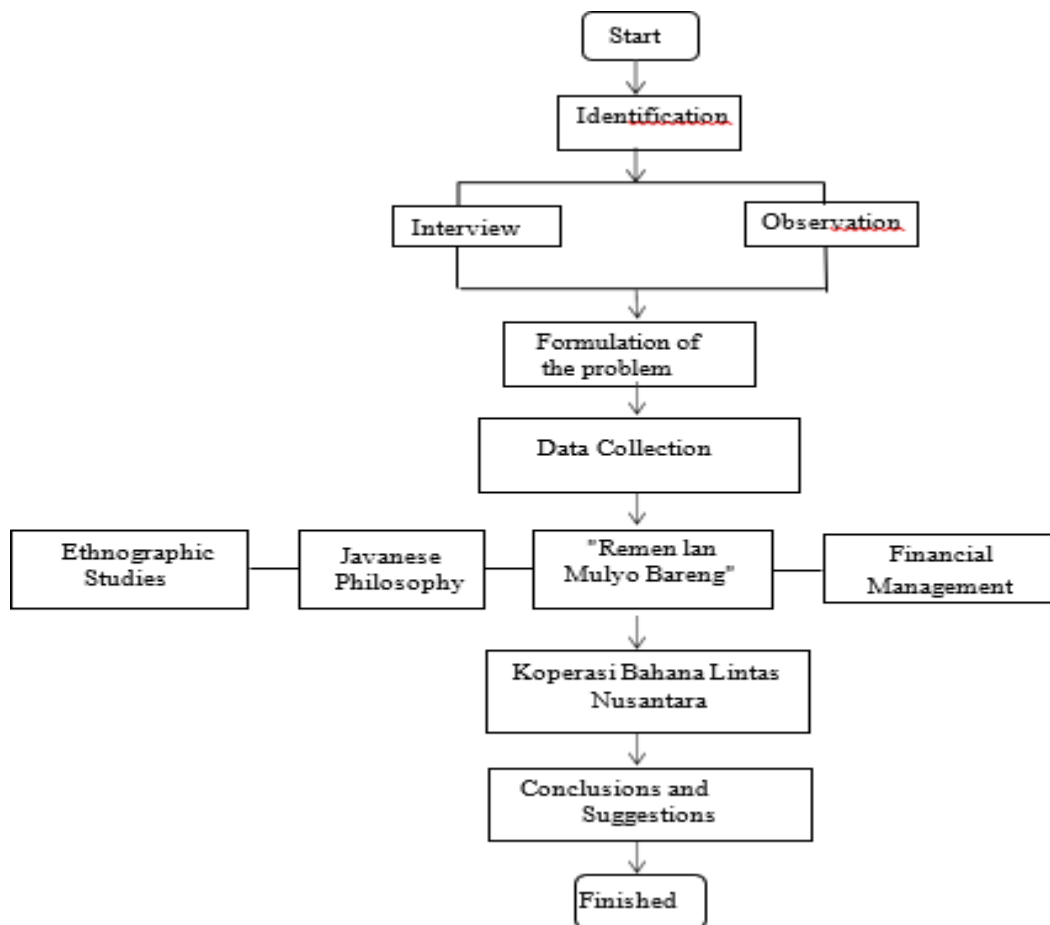 Start
Identification
Interview
Observation
Formulation of
the problem
Data Collection
Ethnographic
Studies
Javanese
Philosophy
"Remen lan
Mulyo Bareng"
Financial
Management
Koperasi Bahana Lintas
Nusantara
Conclusions and
Suggestions
Finished